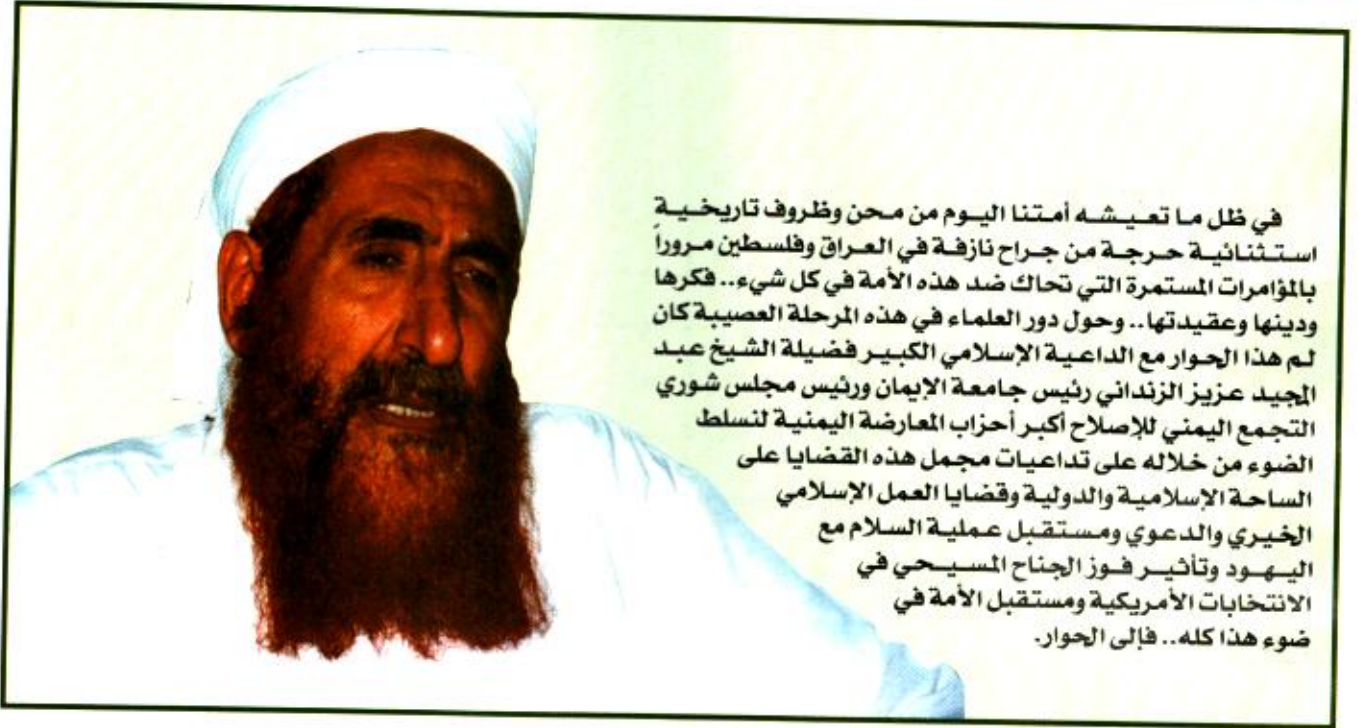 في ظل ما تعيشه أمتنا اليوم من محن وظروف تاريخية
استثنائية حرجة من جراح نازفة في العراق وفلسطين مروراً
بالمؤامرات المستمرة التي تحاك ضد هذه الأمة في كل شيء.. فكرها
ودينها وعقيدتها.. وحول دور العلماء في هذه المرحلة العصيبة كان
لم هذا الحوار مع الداعية الإسلامي الكبير فضيلة الشيخ عبد
المجيد عزيز الزنداني رئيس جامعة الإيمان ورئيس مجلس شوري
التجمع اليمني للإصلاح أكبر أحزاب المعارضة اليمنية لنسلط
الضوء من خلاله على تداعيات مجمل هذه القضايا على
الساحة الإسلامية والدولية وقضايا العمل الإسلامي
الخيري والدعوي ومستقبل عملية السلام مع
اليهود وتأثير فوز الجناح المسيحي في
الانتخابات الأمريكية ومستقبل الأمة في
ضوء هذا كله.. فإلى الحوار.